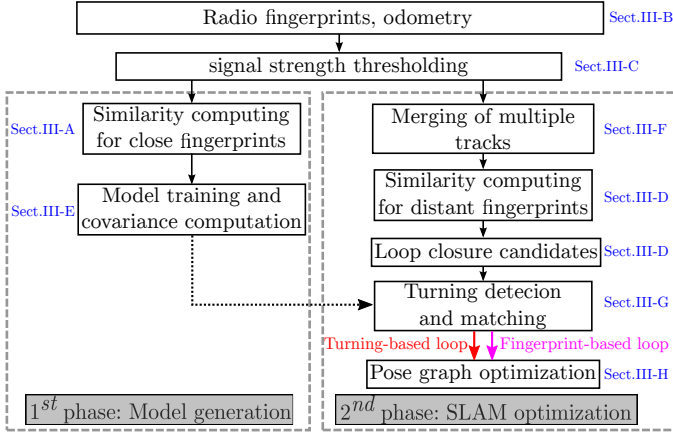 Radio fingerprints, odometry
Sect.III-B
signal strength thresholding
Sect.III-C
Sect.III-A
Similarity computing
for close fingerprints
Sect.III-E
Model training and
covariance computation
1st phase: Model generation
Merging of multiple
tracks
Sect.III-F
Similarity computing
for distant fingerprints
Sect.III-D
Loop closure candidates
Sect.III-D
Turning detecion
and matching
Sect.III-G
Turning-based loop
Fingerprint-based loop
Pose graph optimization
Sect.III-H
2nd phase: SLAM optimization